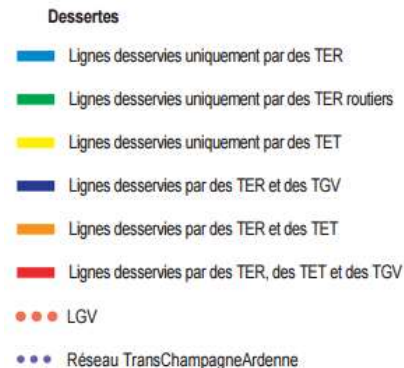 Dessertes
Lignes desservies uniquement par des TER
Lignes desservies uniquement par des TER routiers
Lignes desservies uniquement par des TET
Lignes desservies par des TER et des TGV
Lignes desservies par des TER et des TET
Lignes desservies par des TER, des TET et des TGV
LGV
Réseau TransChampagneArdenne